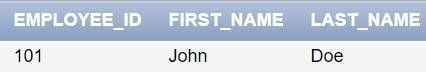 EMPLOYEE_ID FIRST_NAME LAST_NAME
101 John Doe